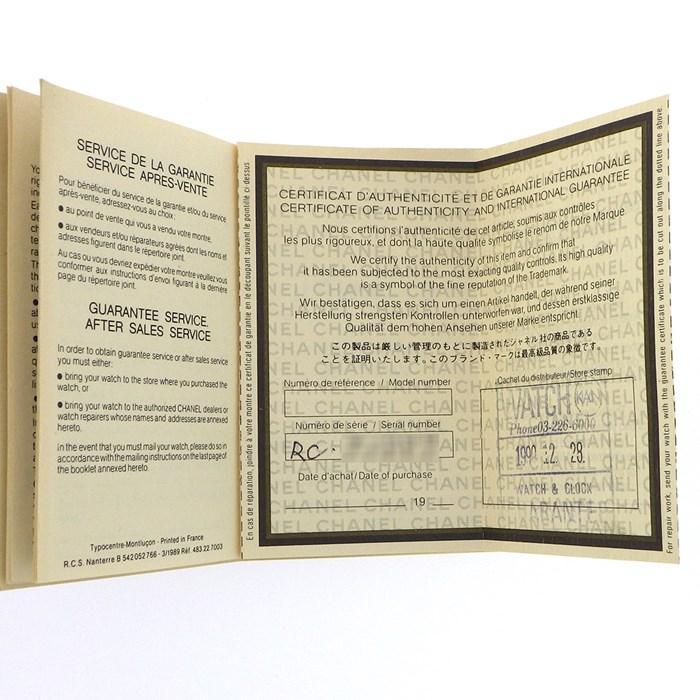 SERVICE DE LA GARANTIE
SERVICE APRES-VENTE
Pour bénéficier du service de la garantie et/ou du service
après-vente, adressez-vous au choix:
● au point de vente qui vous a vendu votre montre,
● aux vendeurs et/ou réparateurs agréés dont les noms et
adresses figurent dans le répertoire joint.
Au cas ou vous devriez expédier votre montre veuillez vous
conformer aux instructions d'envoi figurant à la dernière
page du répertoire joint.
GUARANTEE SERVICE.
AFTER SALES SERVICE
In order to obtain guarantee service or after sales service
you must either:
● bring your watch to the store where you purchased the
watch, or
● bring your watch to the authorized CHANEL dealers or
watch repairers whose names and addresses are annexed
hereto.
In the event that you must mail your watch, please do so in
accordance with the mailing instructions on the last page of
the booklet annexed hereto.
Typocentre-Montluçon - Printed in France
R.C.S. Nanterre B 542 052 766 - 3/1989 Réf. 483.22.7003
En cas de réparation, joindre à votre montre ce certificat de garantie en le découpant suivant le pointillé ci-dessus
CERTIFICAT D'AUTHENTICITÉ ET DE GARANTIE INTERNATIONALE
CERTIFICATE OF AUTHENTICITY AND INTERNATIONAL GUARANTEE
Nous certifions l'authenticité de cet article, soumis aux contrôles
les plus rigoureux, et dont la haute qualité symbolise le renom de notre Marque.
We certify the authenticity of this item and confirm that
it has been subjected to the most exacting quality controls. Its high quality
is a symbol of the fine reputation of the Trademark.
Wir bestätigen, dass es sich um einen Artikel handelt, der während seiner
Herstellung strengsten Kontrollen unterworfen war, und dessen erstklassige
Qualität dem hohen Ansehen unserer Marke entspricht.
この製品は厳しい管理のもとに製造されたシャネル社の商品である
ことを証明いたします。このブランド・マークは最高級品質の象徴です。
Numéro de référence / Model number
Numéro de série / Serial number
RC.
Date d'achat/Date of purchase
19
Cachet du distributeur/Store stamp
Phone 03-226-6000
12. 28.
WATCH & CLOCK
For repair work, send your watch with the guarantee certificate which is to be cut out along the dotted line above.
CHANEL